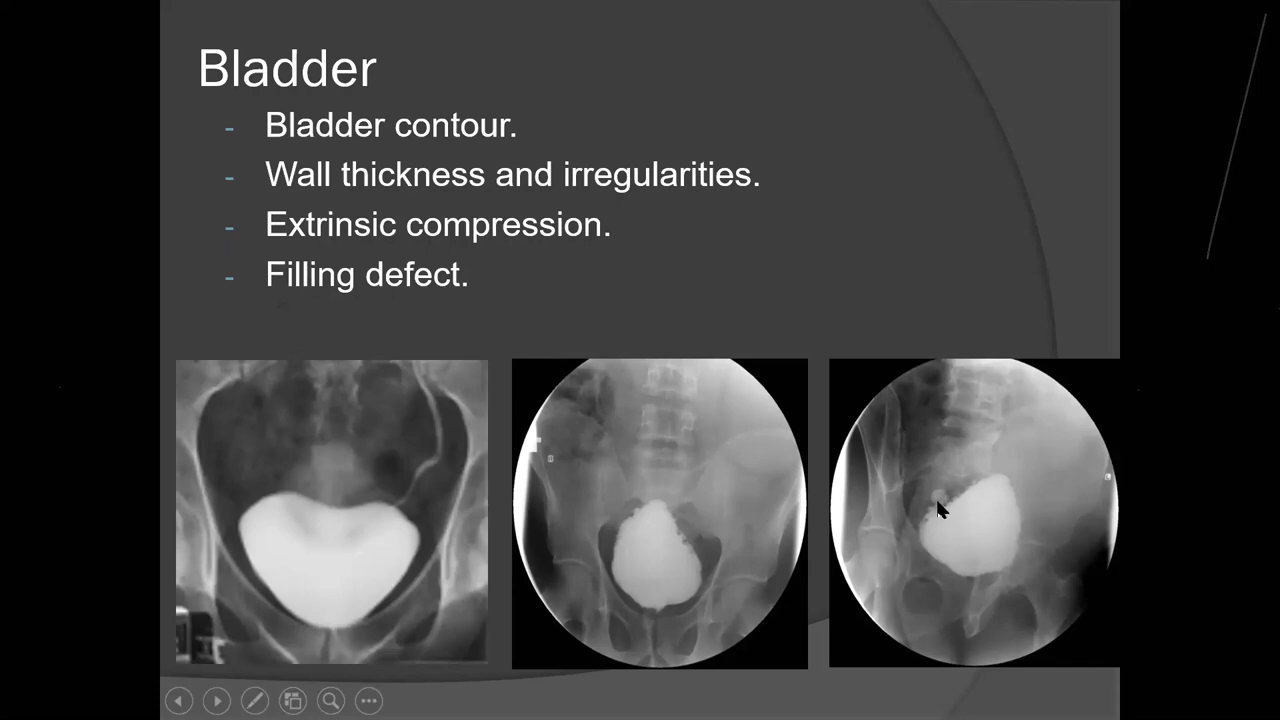 Bladder
- Bladder contour.
- Wall thickness and irregularities.
- Extrinsic compression.
- Filling defect.